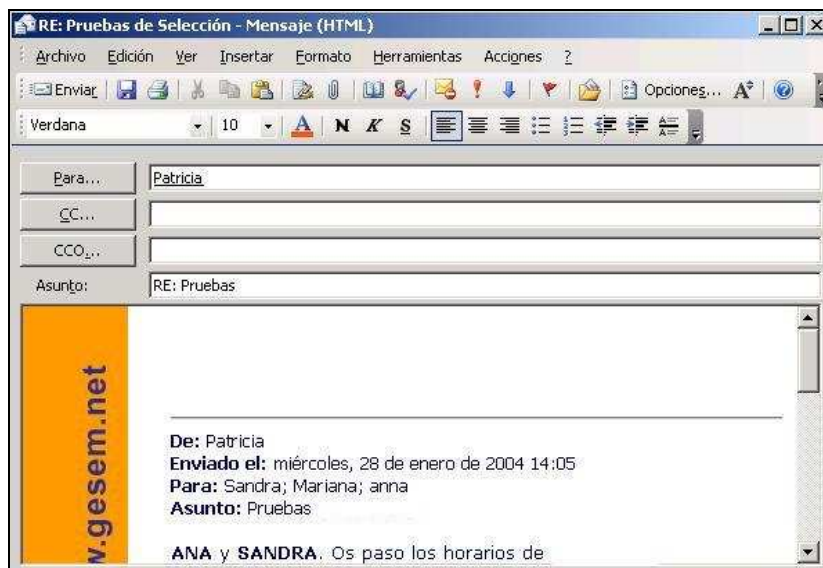 RE: Pruebas de Selección - Mensaje (HTML)
Archivo Edición Ver Insertar Formato Herramientas Acciones ?
Enviar Opciones...
Verdana 10 A N K S
Para... Patricia
CC...
CCO...
Asunto: RE: Pruebas
w.gesem.net
De: Patricia
Enviado el: miércoles, 28 de enero de 2004 14:05
Para: Sandra; Mariana; anna
Asunto: Pruebas
ANA y SANDRA. Os paso los horarios de